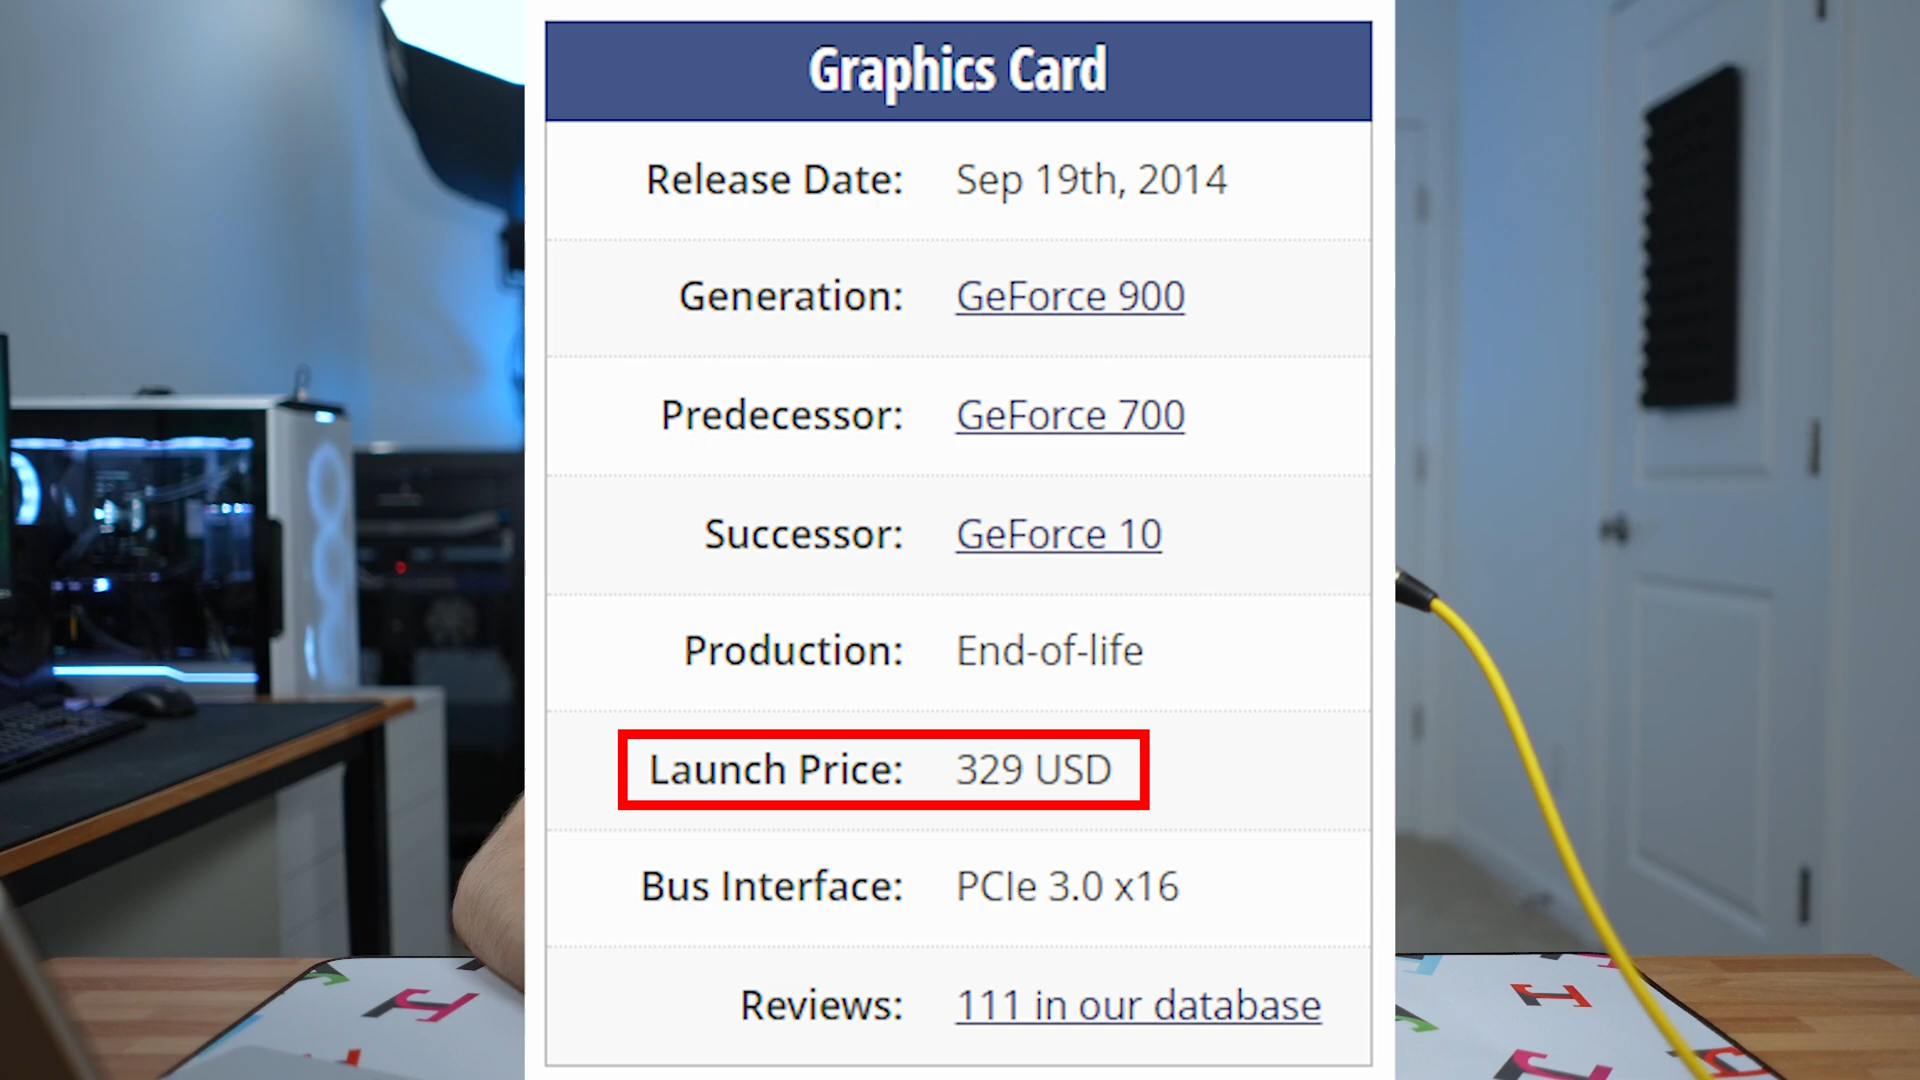 Graphics Card
Release Date: Sep 19th, 2014
Generation: GeForce 900
Predecessor: GeForce 700
Successor: GeForce 10
Production: End-of-life
Launch Price: 329 USD
Bus Interface: PCIe 3.0 x16
Reviews: 111 in our database